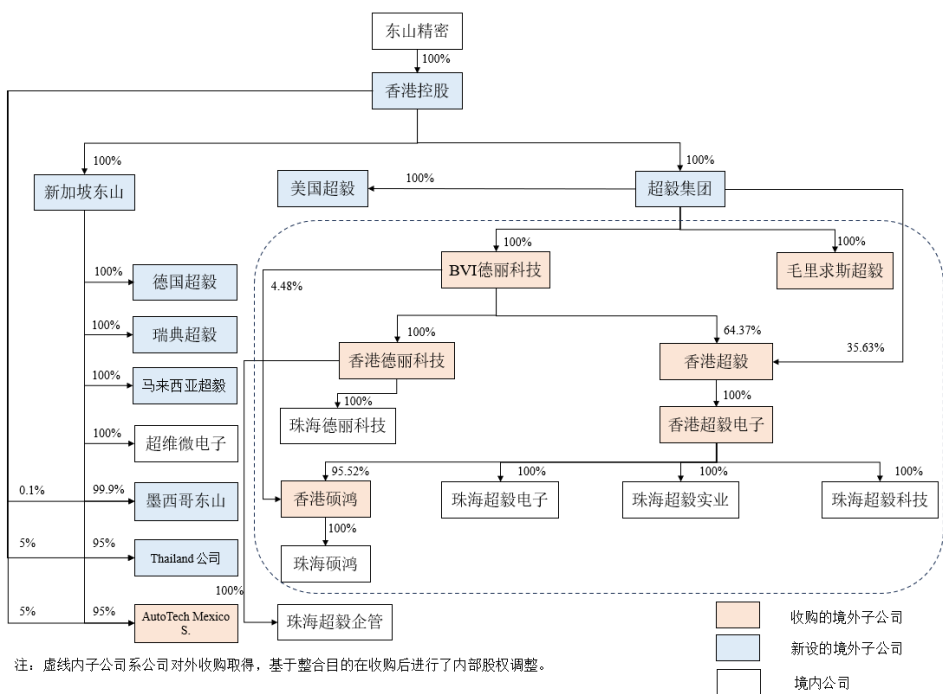 东山精密
100%
香港控股
100%
100%
新加坡东山
美国超毅
100%
超毅集团
100%
100%
BVI德丽科技
毛里求斯超毅
4.48%
100%
德国超毅
100%
瑞典超毅
100%
64.37%
35.63%
香港德丽科技
香港超毅
100%
马来西亚超毅
100%
100%
珠海德丽科技
香港超毅电子
100%
超维微电子
95.52%
100%
100%
100%
0.1%
99.9%
墨西哥东山
香港硕鸿
珠海超毅电子
珠海超毅实业
珠海超毅科技
100%
5%
95%
Thailand 公司
珠海硕鸿
100%
5%
95%
AutoTech Mexico
S.
珠海超毅企管
收购的境外子公司
新设的境外子公司
境内公司
注：虚线内子公司系公司对外收购取得，基于整合目的在收购后进行了内部股权调整。